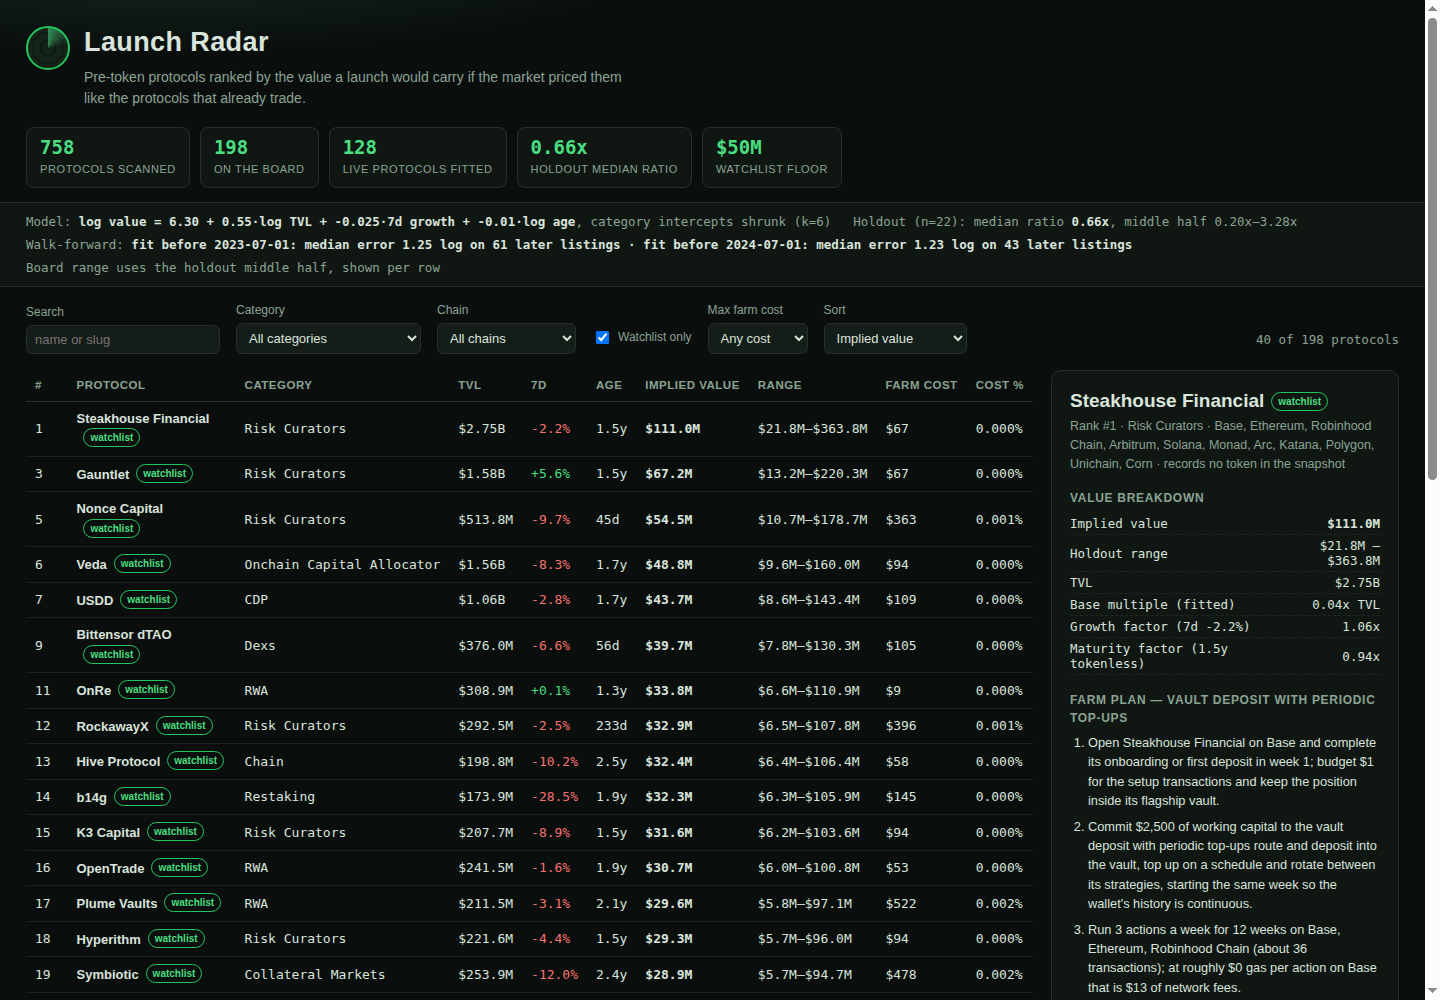 Launch Radar
Pre-token protocols ranked by the value a launch would carry if the market priced them
like the protocols that already trade.
758
PROTOCOLS SCANNED
198
ON THE BOARD
128
LIVE PROTOCOLS FITTED
0.66x
HOLDOUT MEDIAN RATIO
$50M
WATCHLIST FLOOR
Model: log value = 6.30 + 0.55·log TVL + -0.025·7d growth + -0.01·log age, category intercepts shrunk (k=6) Holdout (n=22): median ratio 0.66x, middle half 0.20x–3.28x
Walk-forward: fit before 2023-07-01: median error 1.25 log on 61 later listings · fit before 2024-07-01: median error 1.23 log on 43 later listings
Board range uses the holdout middle half, shown per row
Search
name or slug
Category
All categories
Chain
All chains
Watchlist only
Max farm cost
Any cost
Sort
Implied value
40 of 198 protocols
# PROTOCOL CATEGORY TVL 7D AGE IMPLIED VALUE RANGE FARM COST COST %
1 Steakhouse Financial watchlist Risk Curators $2.75B -2.2% 1.5y $111.0M $21.8M–$363.8M $67 0.000%
3 Gauntlet watchlist Risk Curators $1.58B +5.6% 1.5y $67.2M $13.2M–$220.3M $67 0.000%
5 Nonce Capital watchlist Risk Curators $513.8M -9.7% 45d $54.5M $10.7M–$178.7M $363 0.001%
6 Veda watchlist Onchain Capital Allocator $1.56B -8.3% 1.7y $48.8M $9.6M–$160.0M $94 0.000%
7 USDD watchlist CDP $1.06B -2.8% 1.7y $43.7M $8.6M–$143.4M $109 0.000%
9 Bittensor dTAO watchlist Dexs $376.0M -6.6% 56d $39.7M $7.8M–$130.3M $105 0.000%
11 OnRe watchlist RWA $308.9M +0.1% 1.3y $33.8M $6.6M–$110.9M $9 0.000%
12 RockawayX watchlist Risk Curators $292.5M -2.5% 233d $32.9M $6.5M–$107.8M $396 0.001%
13 Hive Protocol watchlist Chain $198.8M -10.2% 2.5y $32.4M $6.4M–$106.4M $58 0.000%
14 b14g watchlist Restaking $173.9M -28.5% 1.9y $32.3M $6.3M–$105.9M $145 0.000%
15 K3 Capital watchlist Risk Curators $207.7M -8.9% 1.5y $31.6M $6.2M–$103.6M $94 0.000%
16 OpenTrade watchlist RWA $241.5M -1.6% 1.9y $30.7M $6.0M–$100.8M $53 0.000%
17 Plume Vaults watchlist RWA $211.5M -3.1% 2.1y $29.6M $5.8M–$97.1M $522 0.002%
18 Hyperithm watchlist Risk Curators $221.6M -4.4% 1.5y $29.3M $5.7M–$96.0M $94 0.000%
19 Symbiotic watchlist Collateral Markets $253.9M -12.0% 2.4y $28.9M $5.7M–$94.7M $478 0.002%
Steakhouse Financial watchlist
Rank #1 · Risk Curators · Base, Ethereum, Robinhood
Chain, Arbitrum, Solana, Monad, Arc, Katana, Polygon,
Unichain, Corn · records no token in the snapshot
VALUE BREAKDOWN
Implied value $111.0M
Holdout range $21.8M –
$363.8M
TVL $2.75B
Base multiple (fitted) 0.04x TVL
Growth factor (7d -2.2%) 1.06x
Maturity factor (1.5y
tokenless) 0.94x
FARM PLAN — VAULT DEPOSIT WITH PERIODIC
TOP-UPS
1. Open Steakhouse Financial on Base and complete
its onboarding or first deposit in week 1; budget $1
for the setup transactions and keep the position
inside its flagship vault.
2. Commit $2,500 of working capital to the vault
deposit with periodic top-ups route and deposit into
the vault, top up on a schedule and rotate between
its strategies, starting the same week so the
wallet's history is continuous.
3. Run 3 actions a week for 12 weeks on Base,
Ethereum, Robinhood Chain (about 36
transactions); at roughly $0 gas per action on Base
that is $13 of network fees.